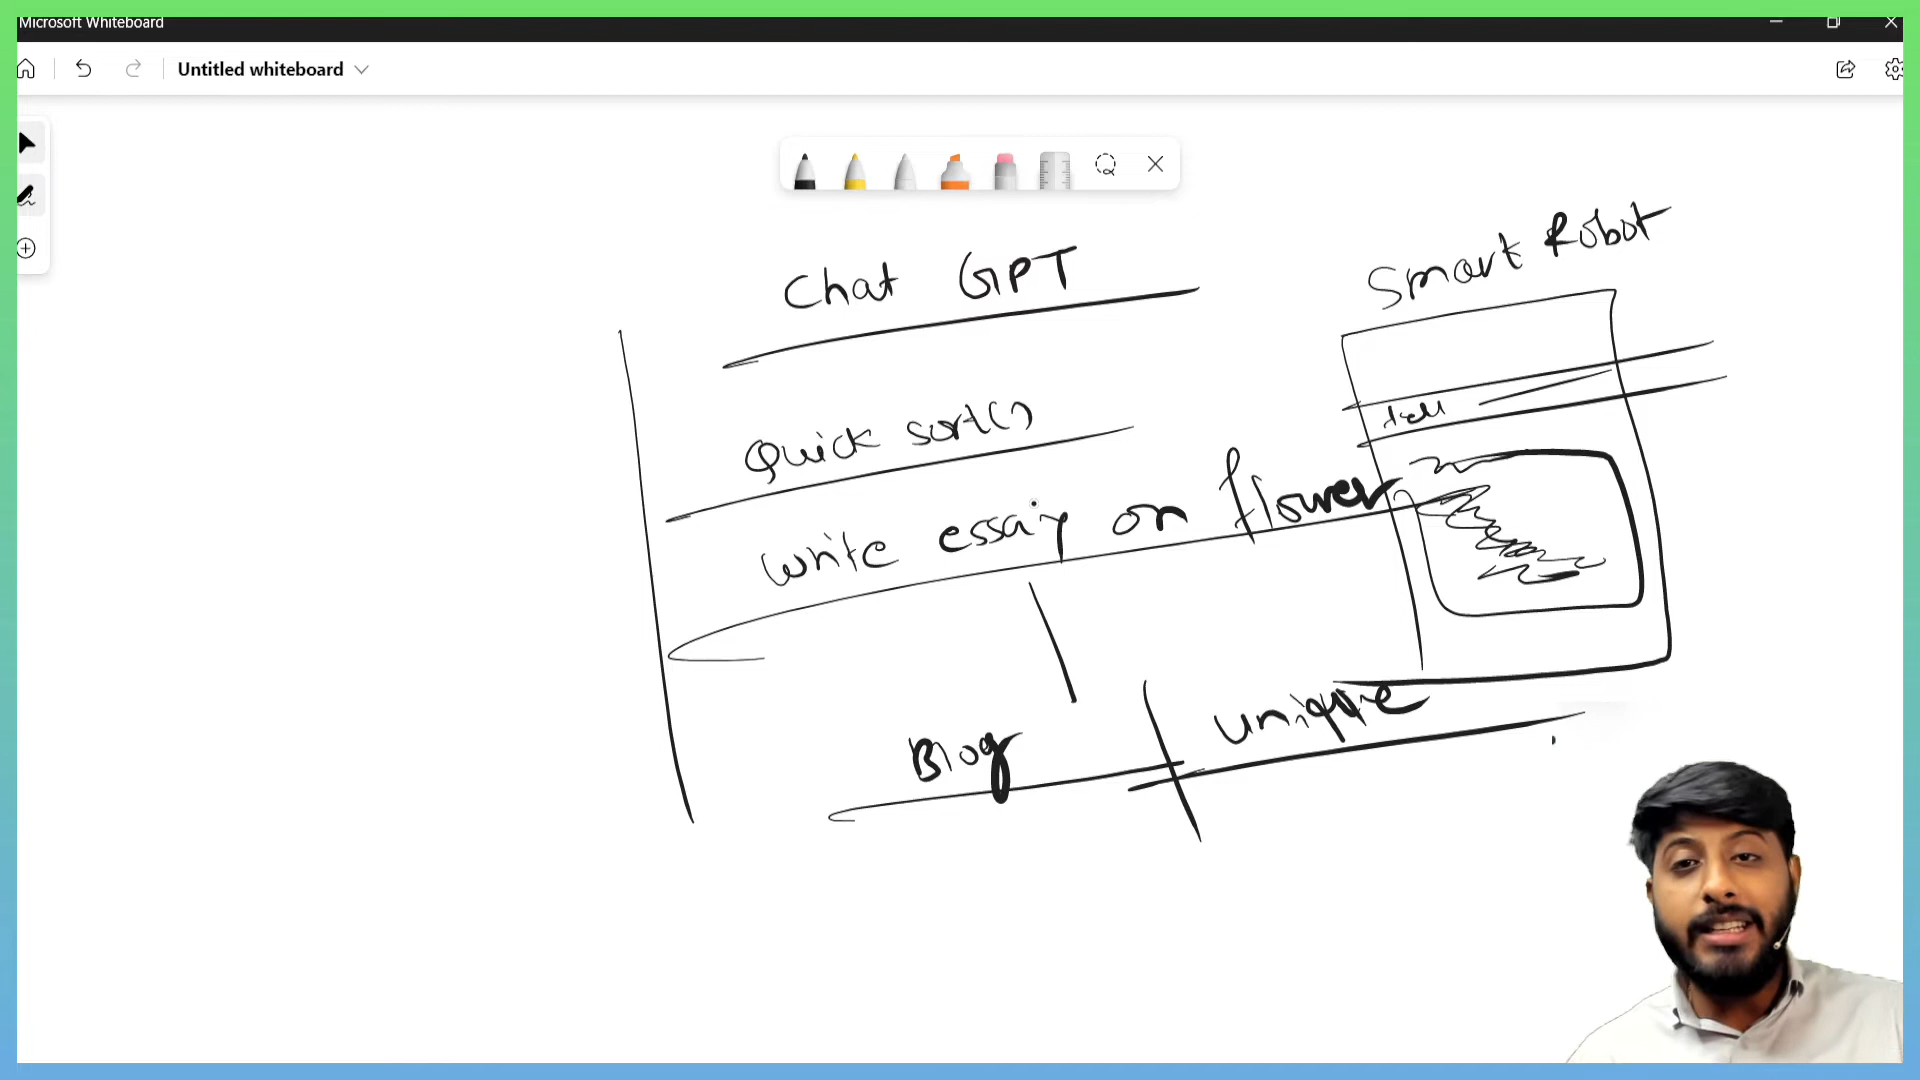 Microsoft Whiteboard
Untitled whiteboard
Chat GPT
Smart Robot
Quick sort()
write essay on flower
unique
Blog